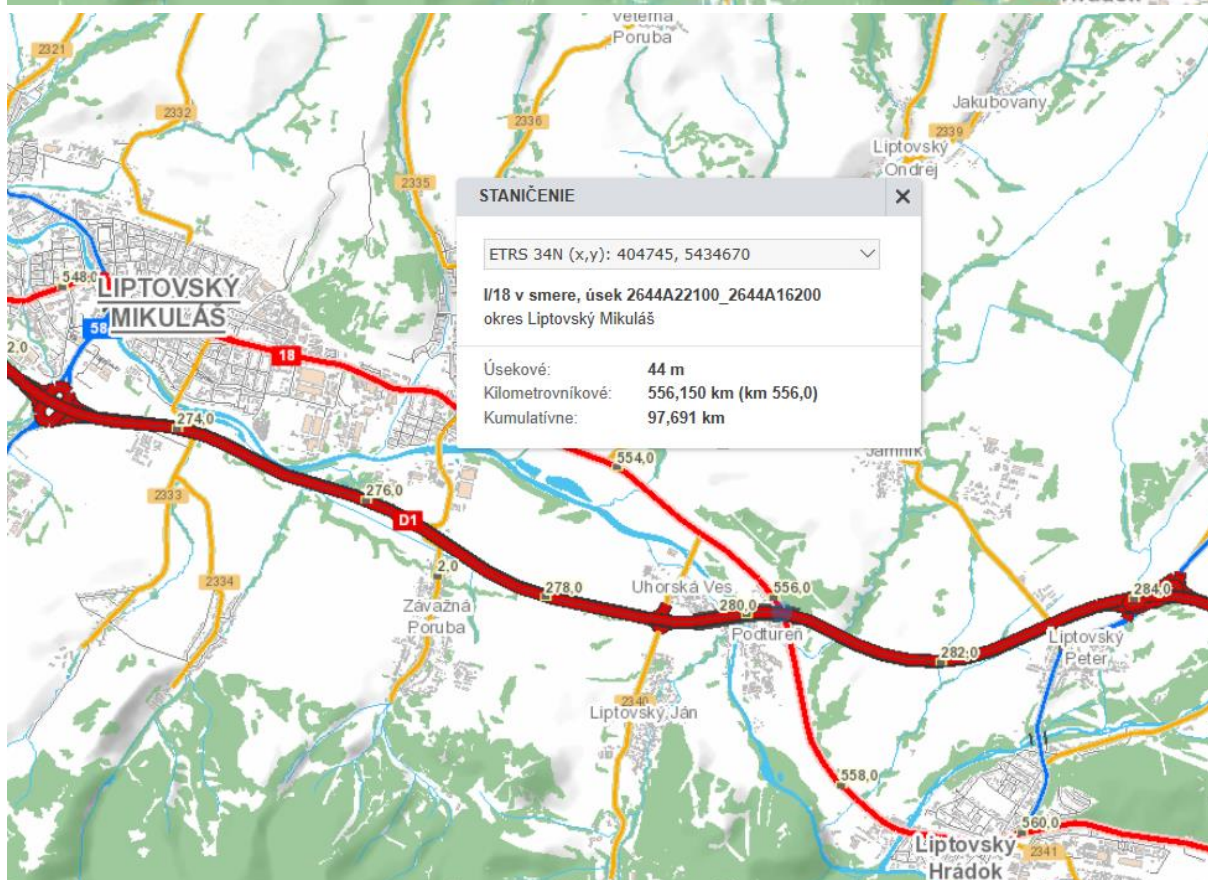 Hrádok
Veterná
Poruba
2321
2332
2336
Jakubovany
2339
Liptovský
Ondrej
2335
STANIČENIE
ETRS 34N (x,y): 404745, 5434670
I/18 v smere, úsek 2644A22100_2644A16200
okres Liptovský Mikuláš
Úsekové: 44 m
Kilometrovníkové: 556,150 km (km 556,0)
Kumulatívne: 97,691 km
548,0
LIPTOVSKÝ
MIKULÁŠ
58
18
2,0
274,0
554,0
Jamník
2333
276,0
D1
2334
2,0
Závažná
Poruba
278,0
Uhorská Ves
280,0
556,0
Podtureň
284,0
Liptovský
Peter
282,0
2340
Liptovský Ján
558,0
560,0
Liptovský
Hrádok
2341